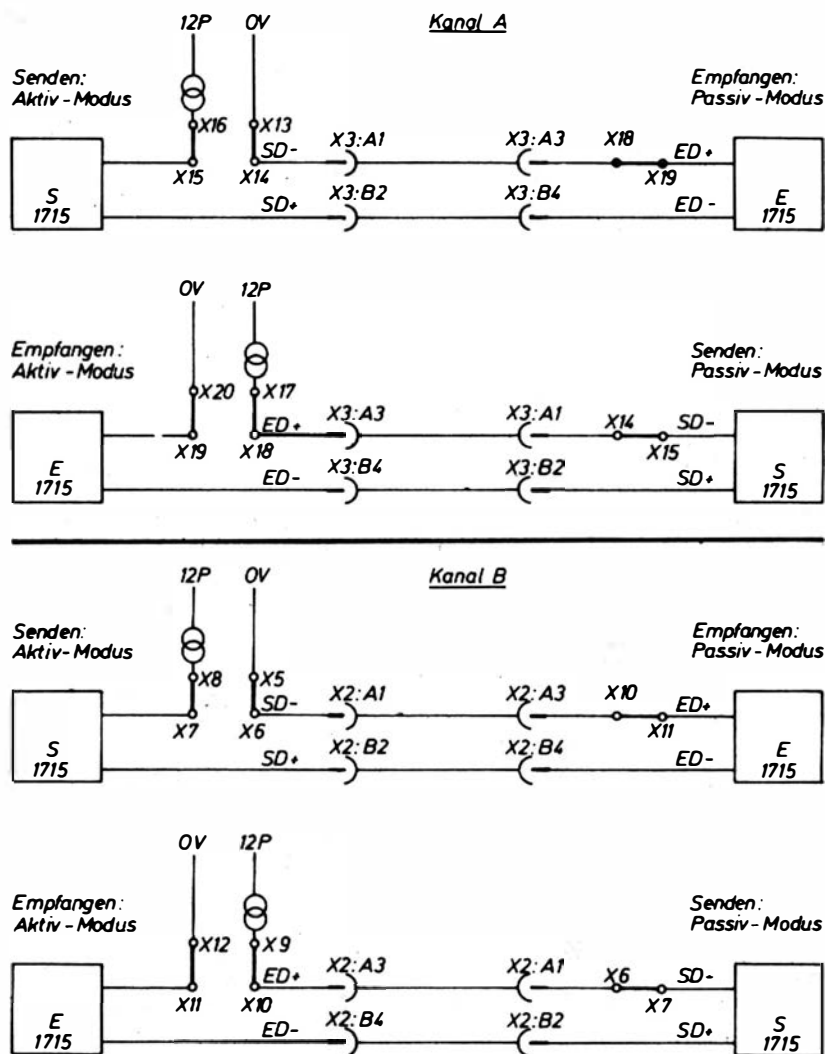 12P 0V Kanal A
Senden: Empfangen:
Aktiv-Modus Passiv-Modus
X16 X13 X3:A1 X3:A3 X18
SD- ED+
X15 X14 X19
S E
1715 1715
SD+ X3:B2 X3:B4 ED-
0V 12P
Empfangen: Senden:
Aktiv-Modus Passiv-Modus
X20 X17 X3:A3 X3:A1 X14
ED+ SD-
X19 X18 X15
E S
1715 1715
ED- X3:B4 X3:B2 SD+
12P 0V Kanal B
Senden: Empfangen:
Aktiv-Modus Passiv-Modus
X8 X5 X2:A1 X2:A3 X10
SD- ED+
X7 X6 X11
S E
1715 1715
SD+ X2:B2 X2:B4 ED-
0V 12P
Empfangen: Senden:
Aktiv-Modus Passiv-Modus
X12 X9 X2:A3 X2:A1 X6
ED+ SD-
X11 X10 X7
E S
1715 1715
ED- X2:B4 X2:B2 SD+